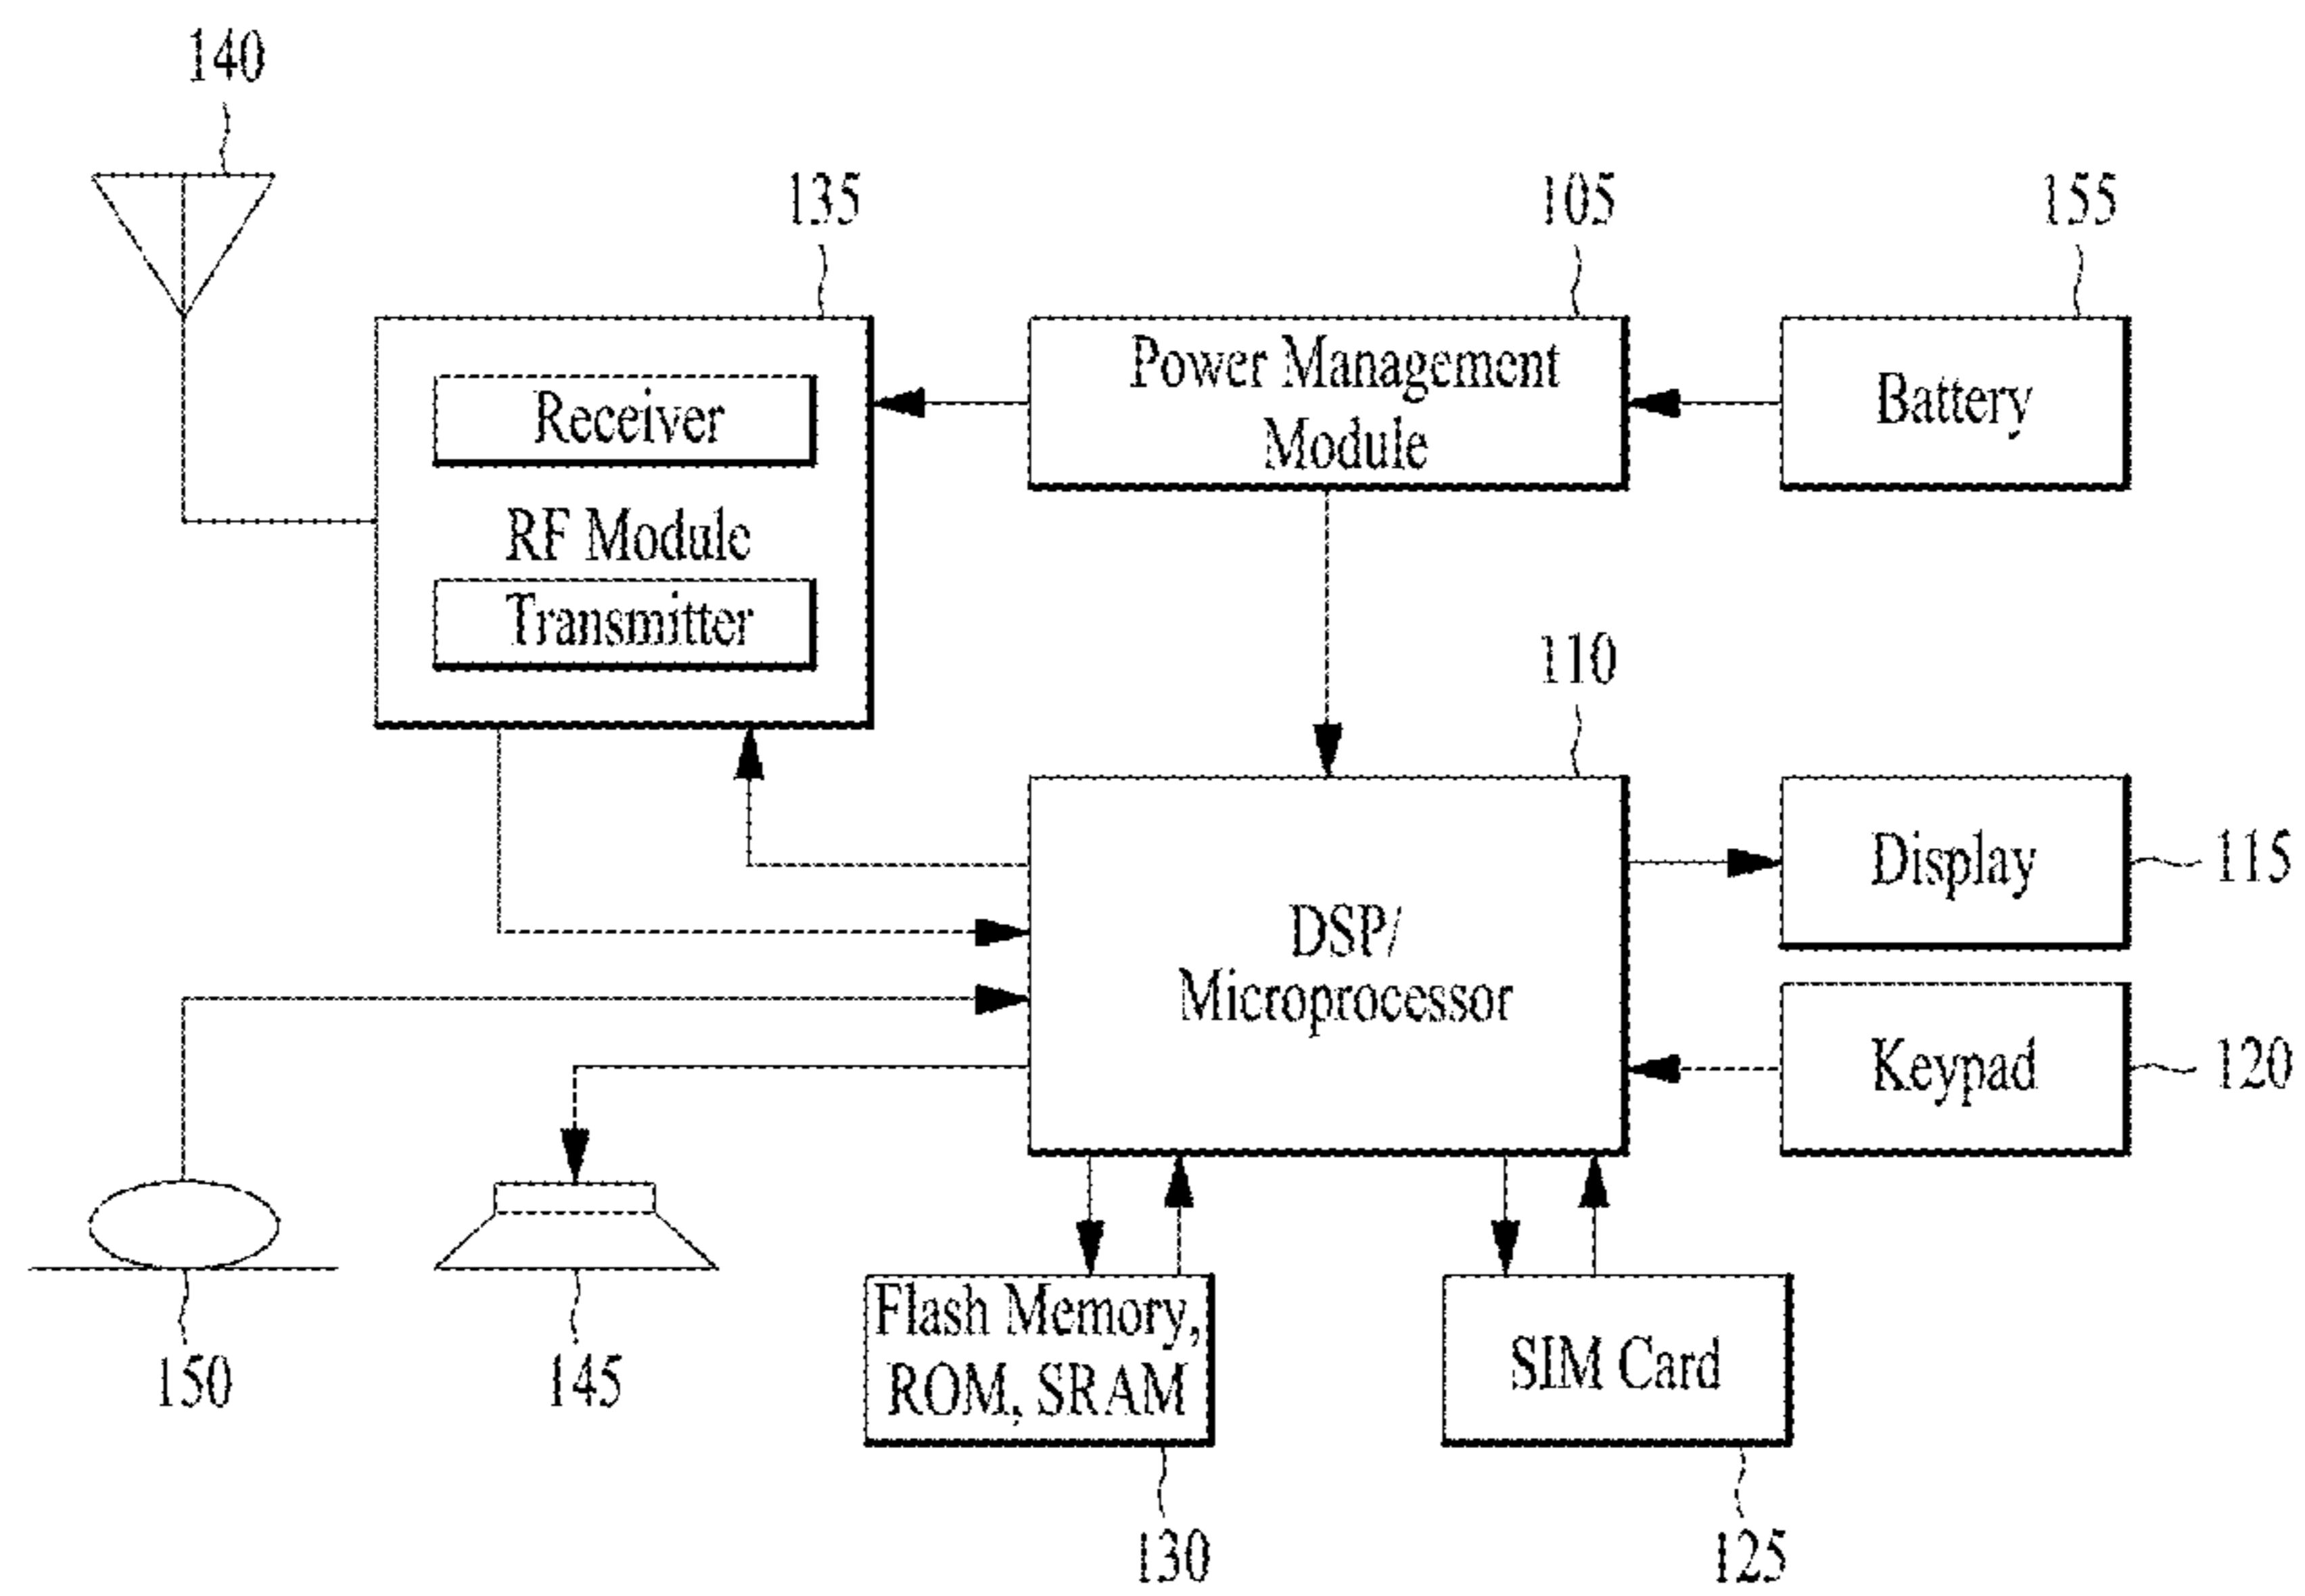 140
135
105
155
Receiver
RF Module
Transmitter
Power Management
Module
Battery
110
DSP/
Microprocessor
Display
115
Keypad
120
150
145
Flash Memory,
ROM, SRAM
SIM Card
130
125